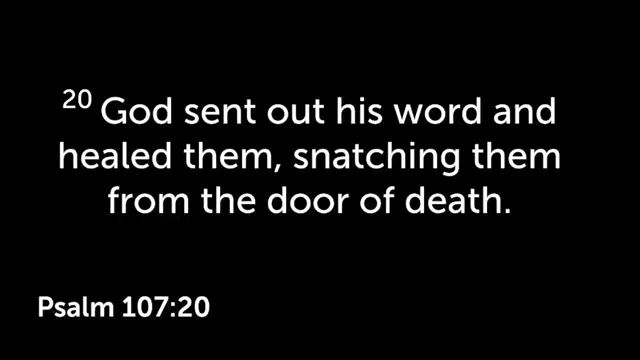 20 God sent out his word and
healed them, snatching them
from the door of death.
Psalm 107:20